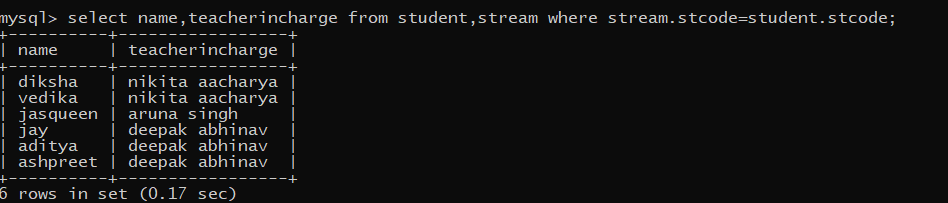 mysql> select name,teacherincharge from student,stream where stream.stcode=student.stcode;
+----------+-----------------+
| name     | teacherincharge |
+----------+-----------------+
| diksha   | nikita aacharya |
| vedika   | nikita aacharya |
| jasqueen | aruna singh     |
| jay      | deepak abhinav  |
| aditya   | deepak abhinav  |
| ashpreet | deepak abhinav  |
+----------+-----------------+
6 rows in set (0.17 sec)